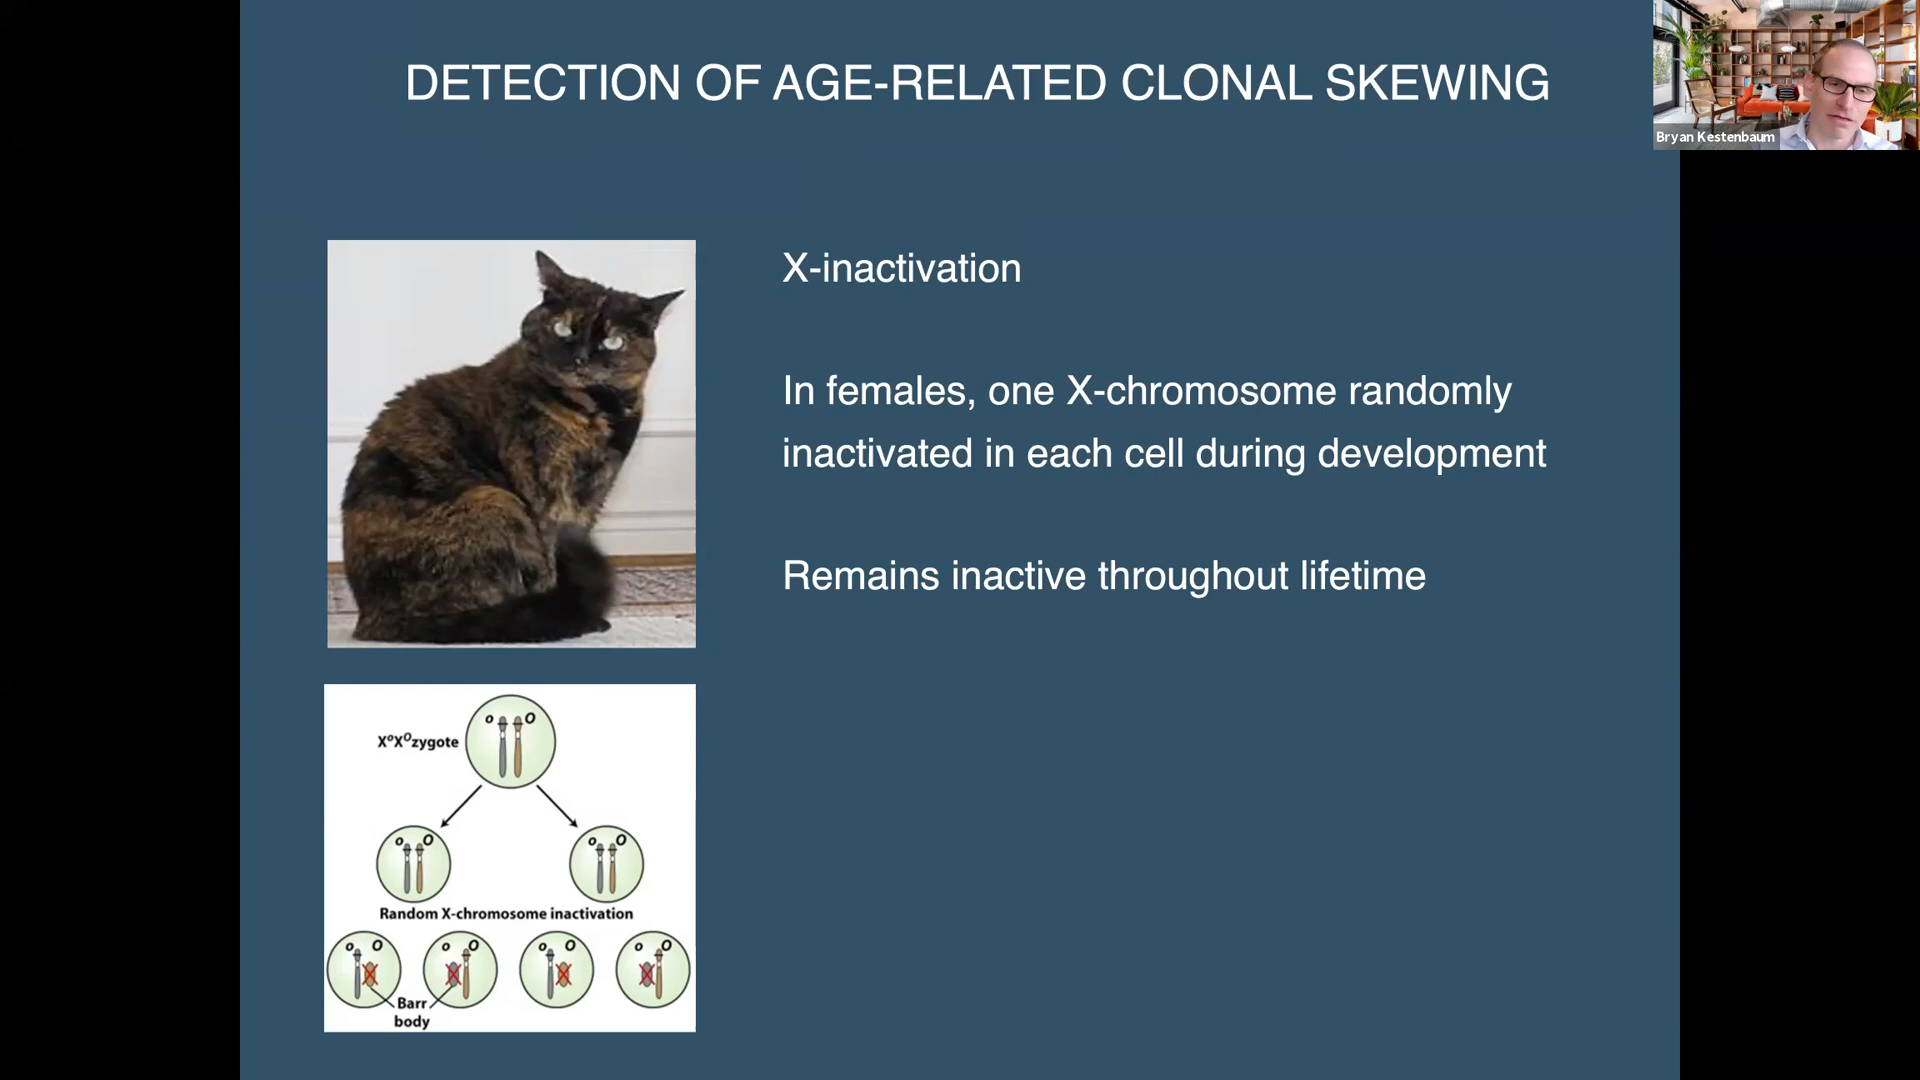 DETECTION OF AGE-RELATED CLONAL SKEWING
Bryan Kestenbaum
X-inactivation
In females, one X-chromosome randomly
inactivated in each cell during development
Remains inactive throughout lifetime
o O
XᵒXᴼzygote
o O
o O
Random X-chromosome inactivation
o O o O o O o O
Barr
body